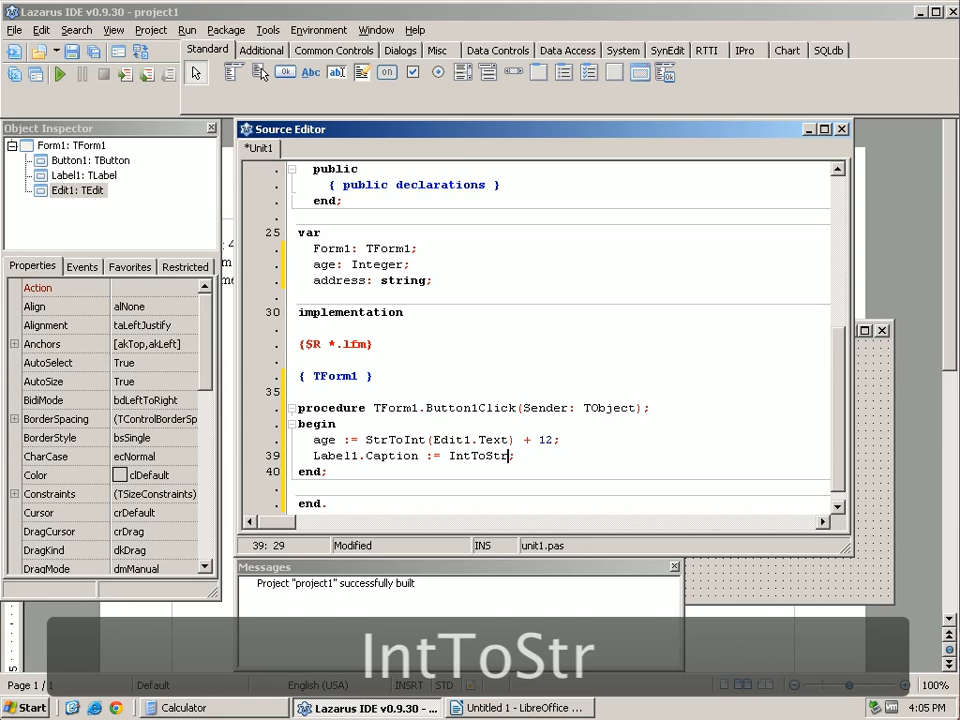 Lazarus IDE v0.9.30 - project1
File Edit Search View Project Run Package Tools Environment Window Help
Standard Additional Common Controls Dialogs Misc Data Controls Data Access System SynEdit RTTI IPro Chart SQLdb
Ok Abc ab on
Object Inspector
Form1: TForm1
Button1: TButton
Label1: TLabel
Edit1: TEdit
Properties Events Favorites Restricted
Action
Align alNone
Alignment taLeftJustify
Anchors [akTop,akLeft]
AutoSelect True
AutoSize True
BidiMode bdLeftToRight
BorderSpacing (TControlBorderSp
BorderStyle bsSingle
CharCase ecNormal
Color clDefault
Constraints (TSizeConstraints)
Cursor crDefault
DragCursor crDrag
DragKind dkDrag
DragMode dmManual
Source Editor
*Unit1
public
{ public declarations }
end;
25 var
Form1: TForm1;
age: Integer;
address: string;
30 implementation
{$R *.lfm}
{ TForm1 }
35
procedure TForm1.Button1Click(Sender: TObject);
begin
age := StrToInt(Edit1.Text) + 12;
39 Label1.Caption := IntToStr;
40 end;
end.
39: 29 Modified INS unit1.pas
Messages
Project "project1" successfully built
IntToStr
Page 1 / 1 Default English (USA) INSRT STD 100%
Start Calculator Lazarus IDE v0.9.30 - ... Untitled 1 - LibreOffice ... 4:05 PM